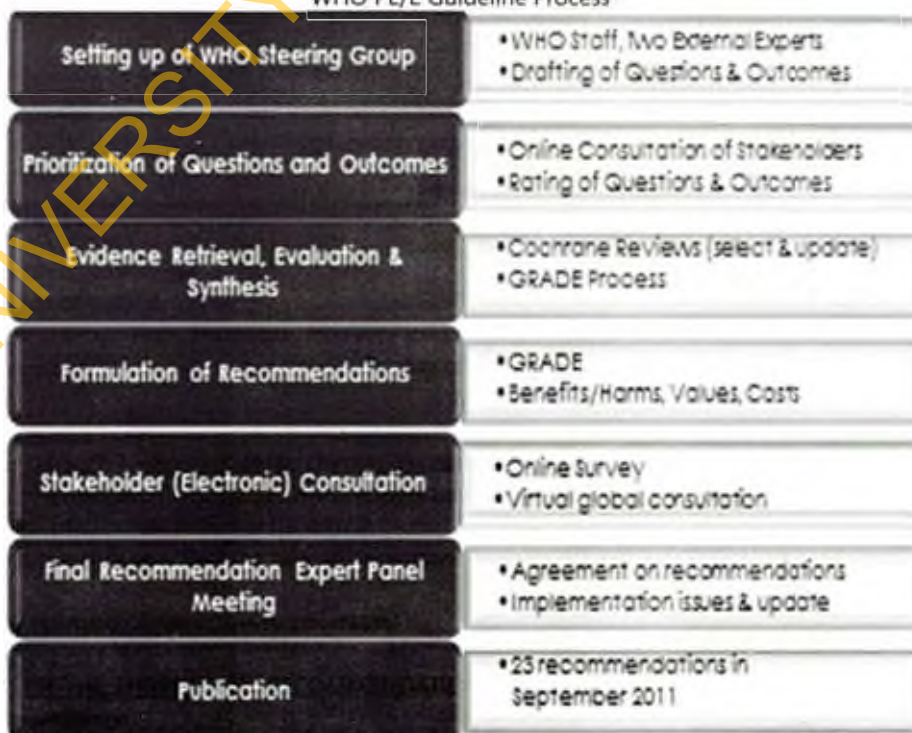 WHO PE/E Guideline Process
Setting up of WHO Steering Group
• WHO Staff, Two External Experts
• Drafting of Questions & Outcomes
Prioritization of Questions and Outcomes
• Online Consultation of Stakeholders
• Rating of Questions & Outcomes
Evidence Retrieval, Evaluation &
Synthesis
• Cochrane Reviews (select & update)
• GRADE Process
Formulation of Recommendations
• GRADE
• Benefits/Harms, Values, Costs
Stakeholder (Electronic) Consultation
• Online Survey
• Virtual global consultation
Final Recommendation Expert Panel
Meeting
• Agreement on recommendations
• Implementation issues & update
Publication
• 23 recommendations in
September 2011
UNIVERSITY